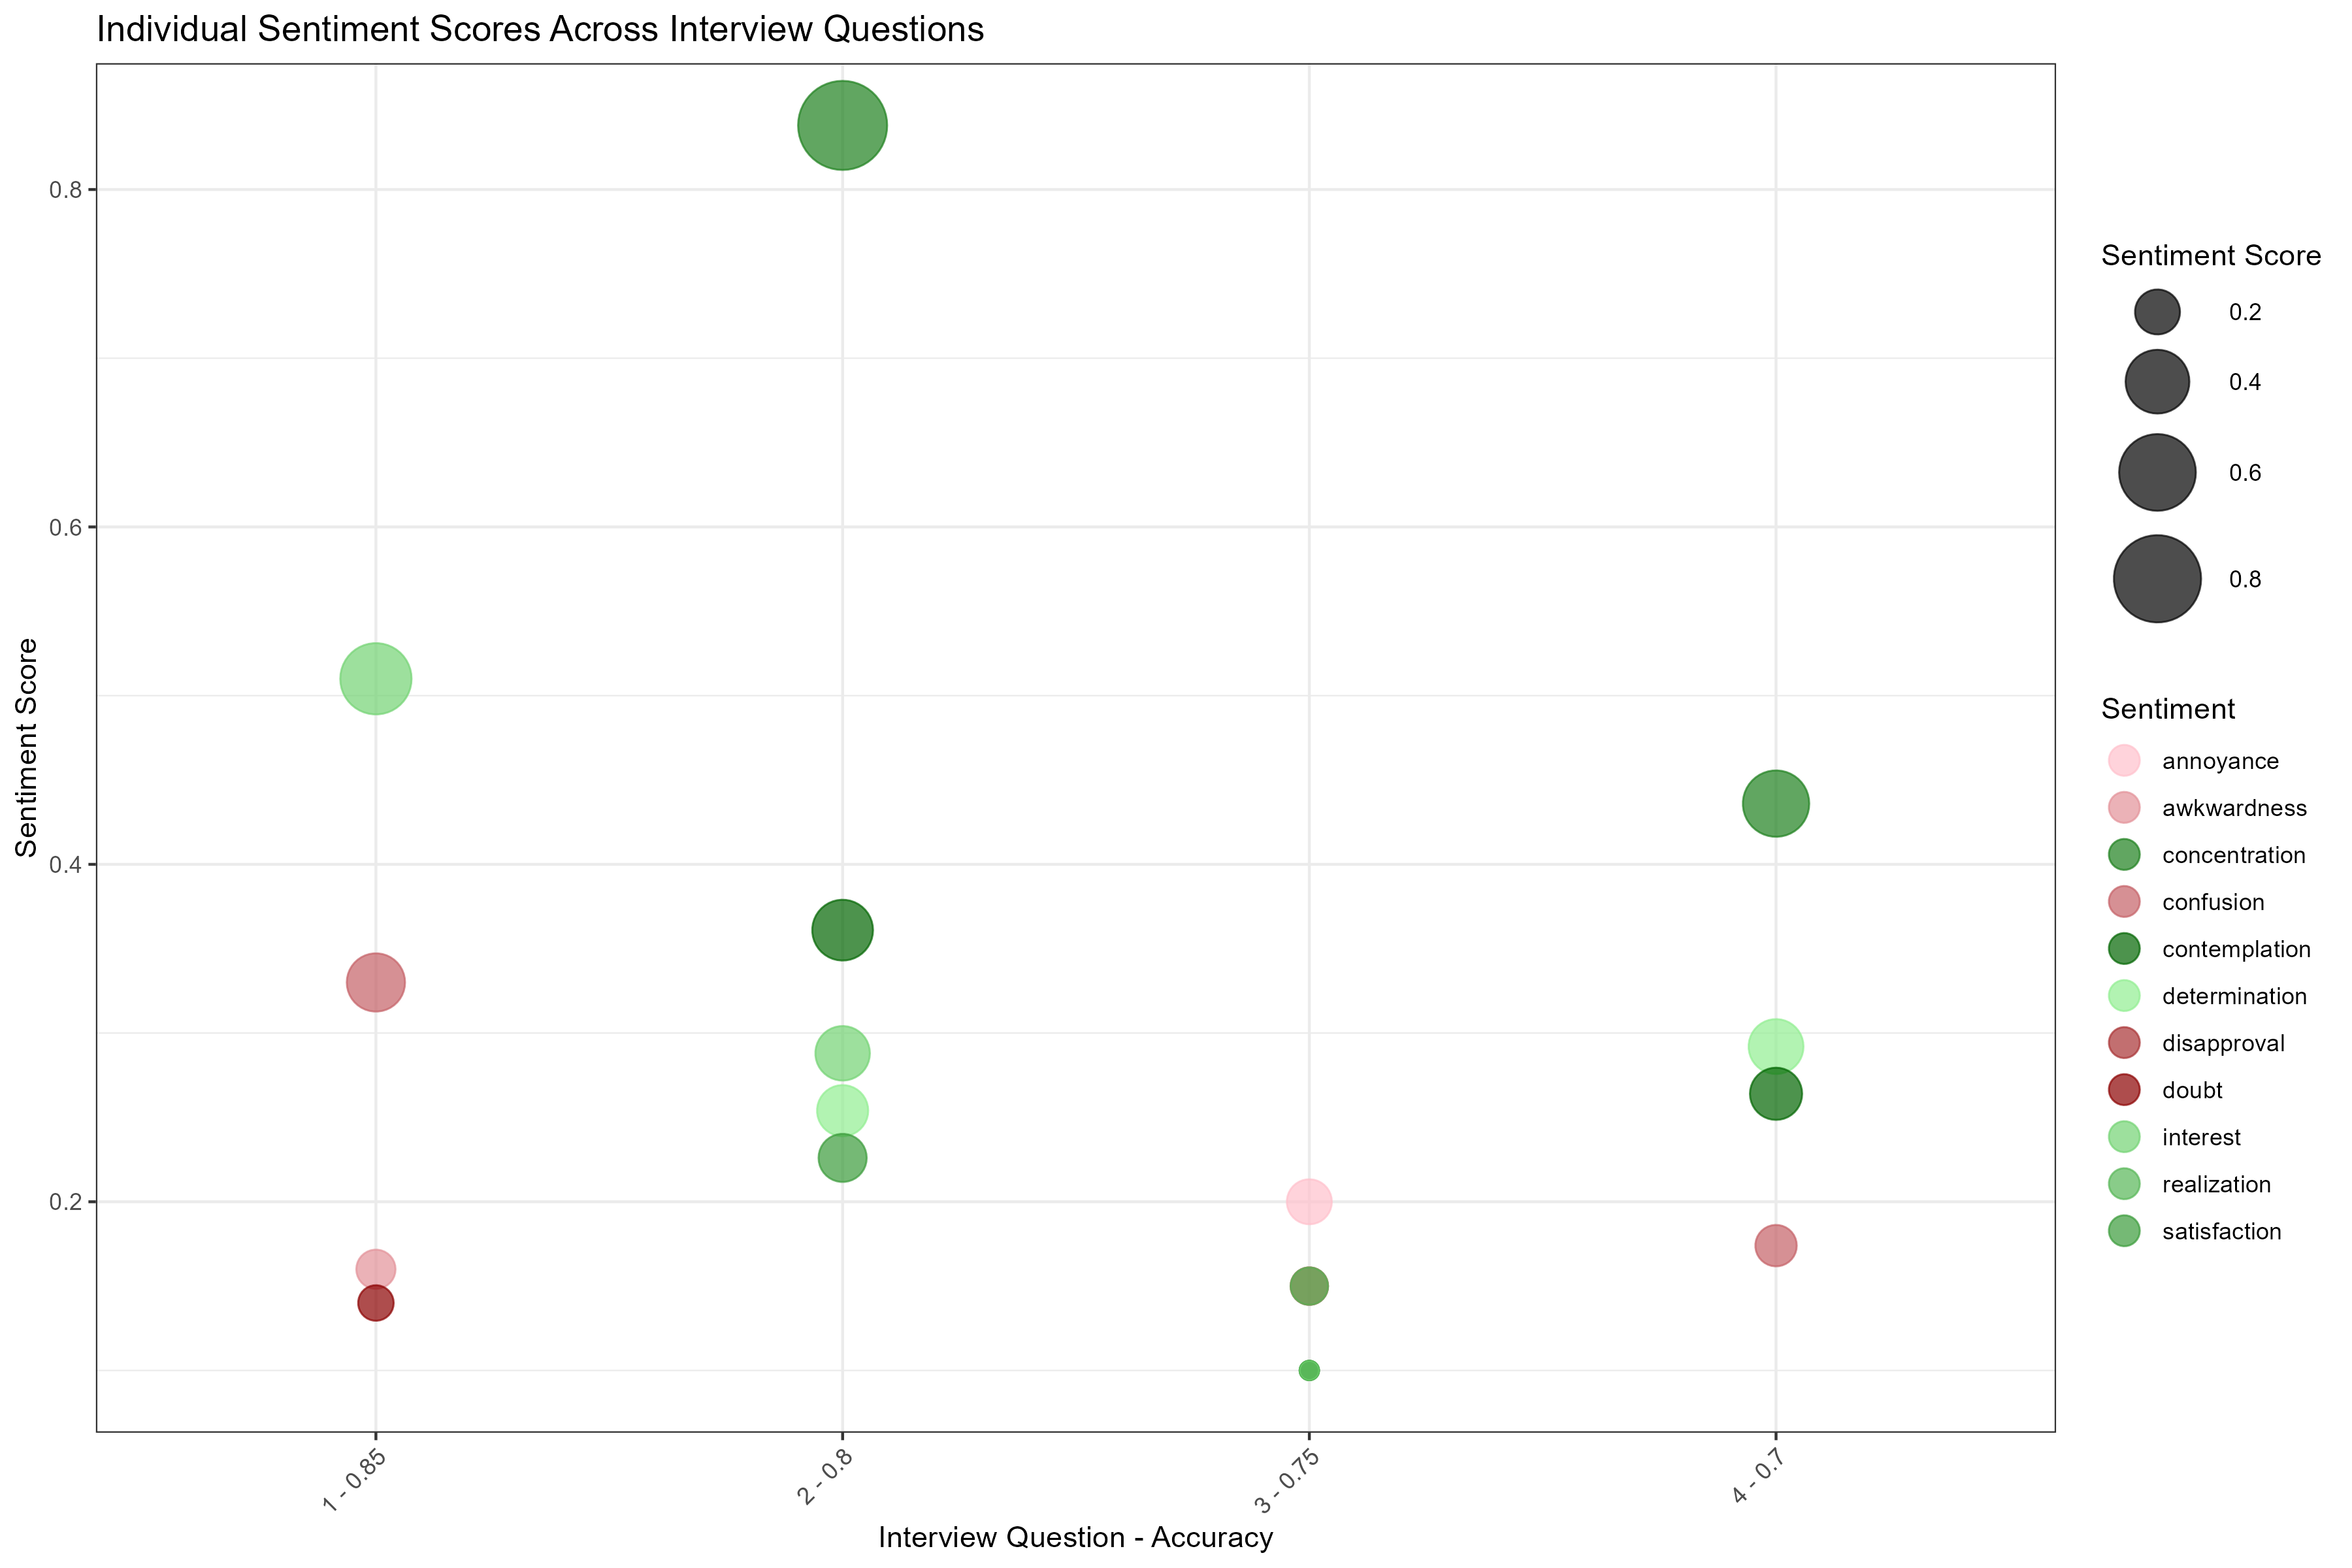 Individual Sentiment Scores Across Interview Questions
Sentiment Score
0.8
0.6
0.4
0.2
1 - 0.85
2 - 0.8
3 - 0.75
4 - 0.7
Interview Question - Accuracy
Sentiment Score
0.2
0.4
0.6
0.8
Sentiment
annoyance
awkwardness
concentration
confusion
contemplation
determination
disapproval
doubt
interest
realization
satisfaction